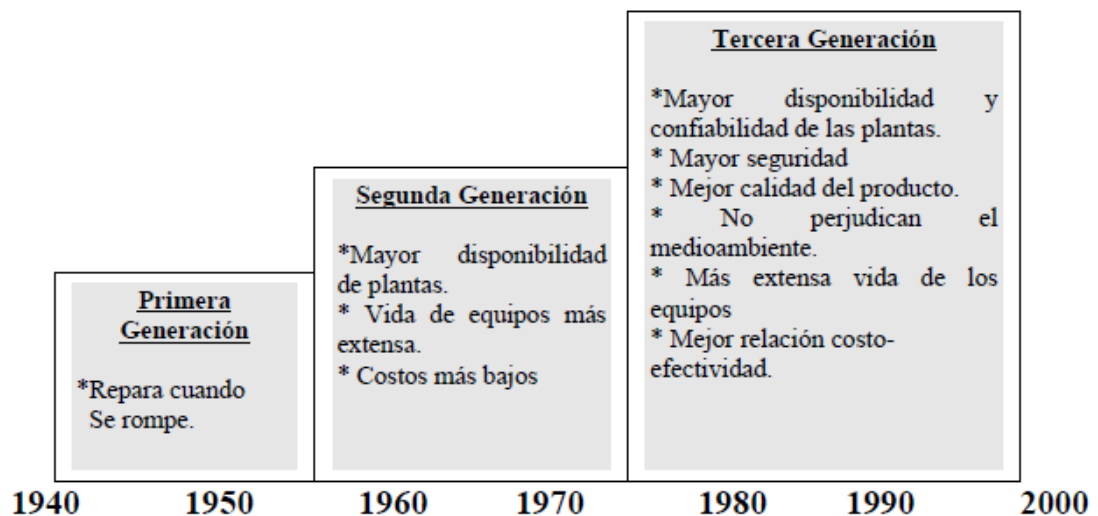 Primera
Generación
*Repara cuando
Se rompe.
Segunda Generación
*Mayor disponibilidad
de plantas.
* Vida de equipos más
extensa.
* Costos más bajos
Tercera Generación
*Mayor disponibilidad y
confiabilidad de las plantas.
* Mayor seguridad
* Mejor calidad del producto.
* No perjudican el
medioambiente.
* Más extensa vida de los
equipos
* Mejor relación costo-
efectividad.
1940 1950 1960 1970 1980 1990 2000